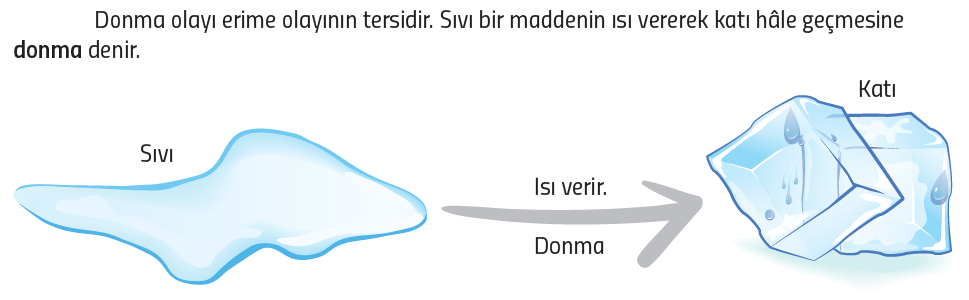 Donma olayı erime olayının tersidir. Sıvı bir maddenin ısı vererek katı hâle geçmesine
donma denir.
Katı
Sıvı
Isı verir.
Donma